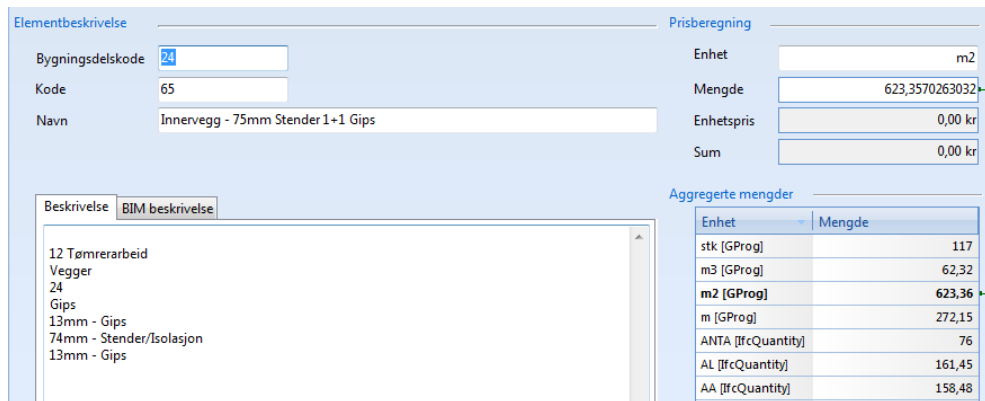 Elementbeskrivelse
Bygningsdelskode 24
Kode 65
Navn Innervegg - 75mm Stender 1+1 Gips
Prisberegning
Enhet m2
Mengde 623,3570263032
Enhetspris 0,00 kr
Sum 0,00 kr
Beskrivelse BIM beskrivelse
12 Tømrerarbeid
Vegger
24
Gips
13mm - Gips
74mm - Stender/Isolasjon
13mm - Gips
Aggregerte mengder
Enhet Mengde
stk [GProg] 117
m3 [GProg] 62,32
m2 [GProg] 623,36
m [GProg] 272,15
ANTA [IfcQuantity] 76
AL [IfcQuantity] 161,45
AA [IfcQuantity] 158,48